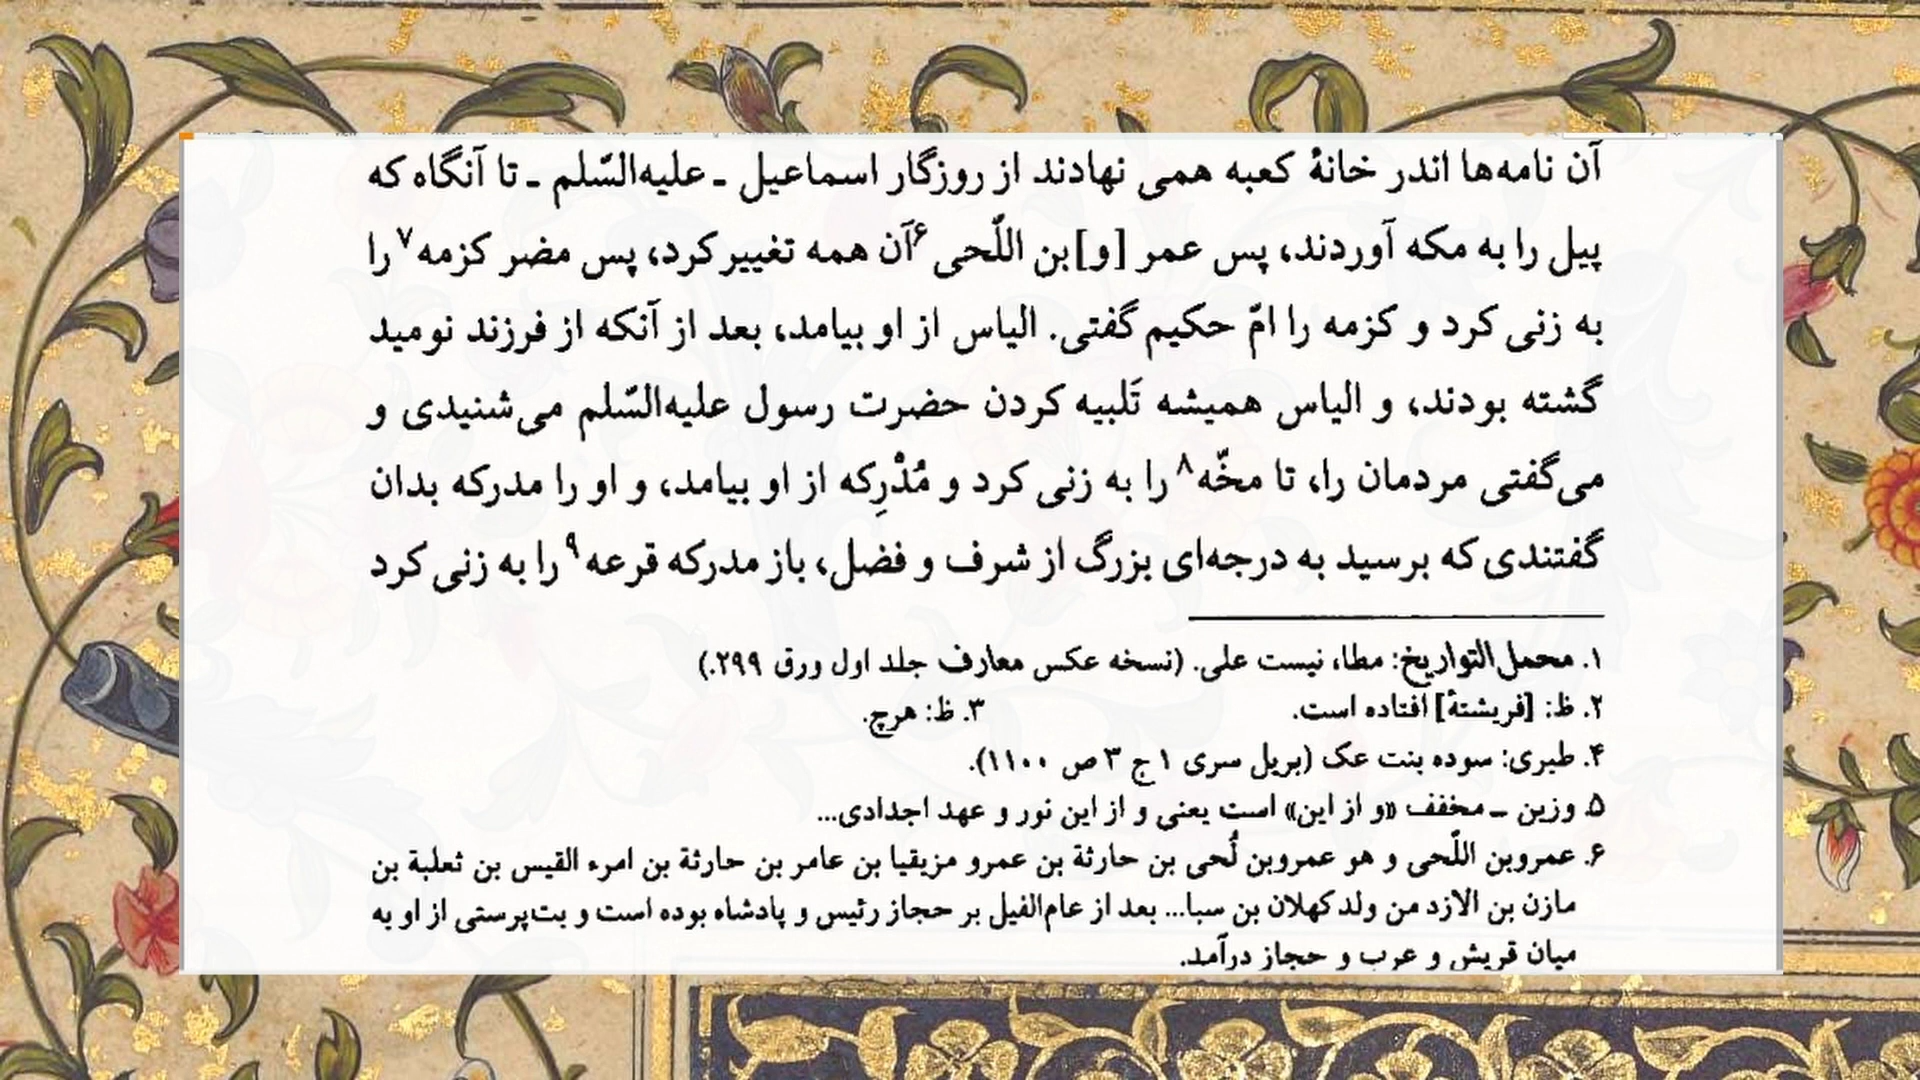 آن نامه‌ها اندر خانهٔ کعبه همی نهادند از روزگار اسماعیل ـ علیه‌السّلم ـ تا آنگاه که
پیل را به مکه آوردند، پس عمر [و] بن اللّحی۶ آن همه تغییر کرد، پس مضر کزمه۷ را
به زنی کرد و کزمه را امّ حکیم گفتی. الیاس از او بیامد، بعد از آنکه از فرزند نومید
گشته بودند، و الیاس همیشه تَلبیه کردن حضرت رسول علیه‌السّلم می‌شنیدی و
می‌گفتی مردمان را، تا مخّه۸ را به زنی کرد و مُدْرِکه از او بیامد، و او را مدرکه بدان
گفتندی که برسید به درجه‌ای بزرگ از شرف و فضل، باز مدرکه قرعه۹ را به زنی کرد
۱. محمل‌التواریخ: مطا، نیست علی. (نسخه عکس معارف جلد اول ورق ۲۹۹.)
۲. ظ: [فریشتهٔ] افتاده است. ۳. ظ: هرچ.
۴. طبری: سوده بنت عک (بریل سری ۱ ج ۳ ص ۱۱۰۰).
۵. وزین ــ مخفف «و از این» است یعنی و از این نور و عهد اجدادی...
۶. عمروبن اللّحی و هو عمروبن لُحی بن حارثة بن عمرو مزیقیا بن عامر بن حارثة بن امرء القیس بن ثعلبة بن
مازن بن الازد من ولد کهلان بن سبا... بعد از عام‌الفیل بر حجاز رئیس و پادشاه بوده است و بت‌پرستی از او به
میان قریش و عرب و حجاز درآمد.